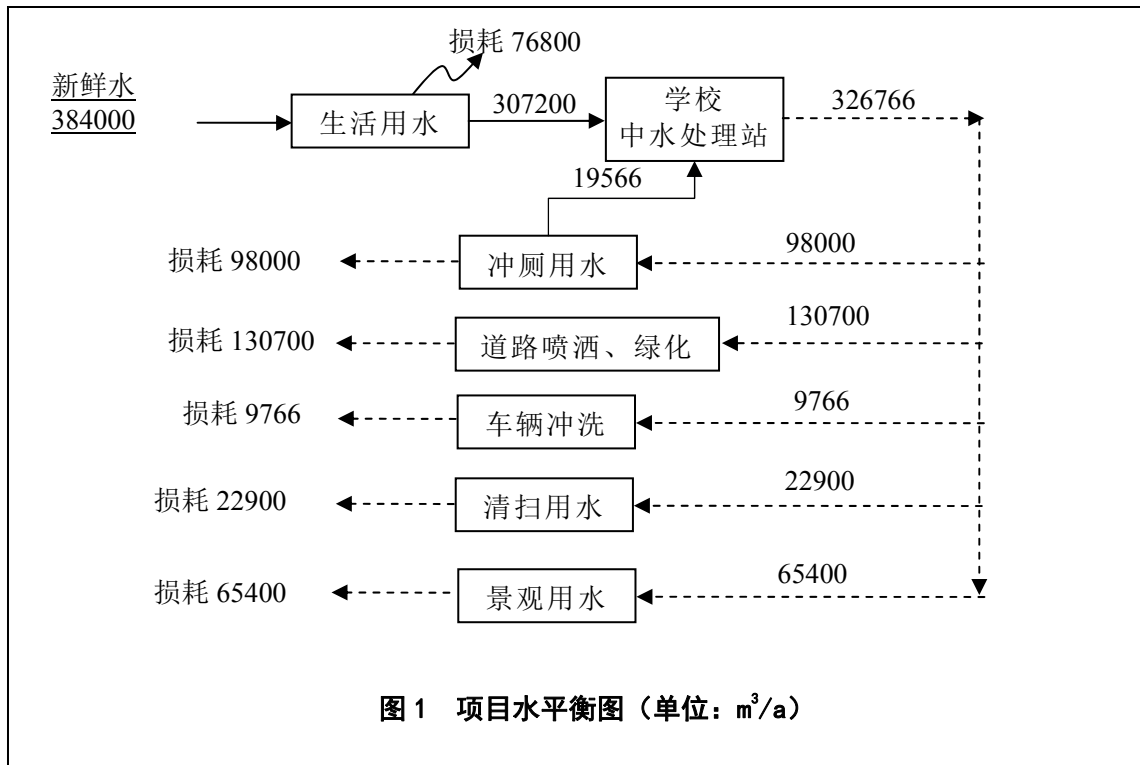 损耗 76800
新鲜水
384000
生活用水
307200
学校
中水处理站
326766
19566
损耗 98000
冲厕用水
98000
损耗 130700
道路喷洒、绿化
130700
损耗 9766
车辆冲洗
9766
损耗 22900
清扫用水
22900
损耗 65400
景观用水
65400
图 1 项目水平衡图（单位：m³/a）